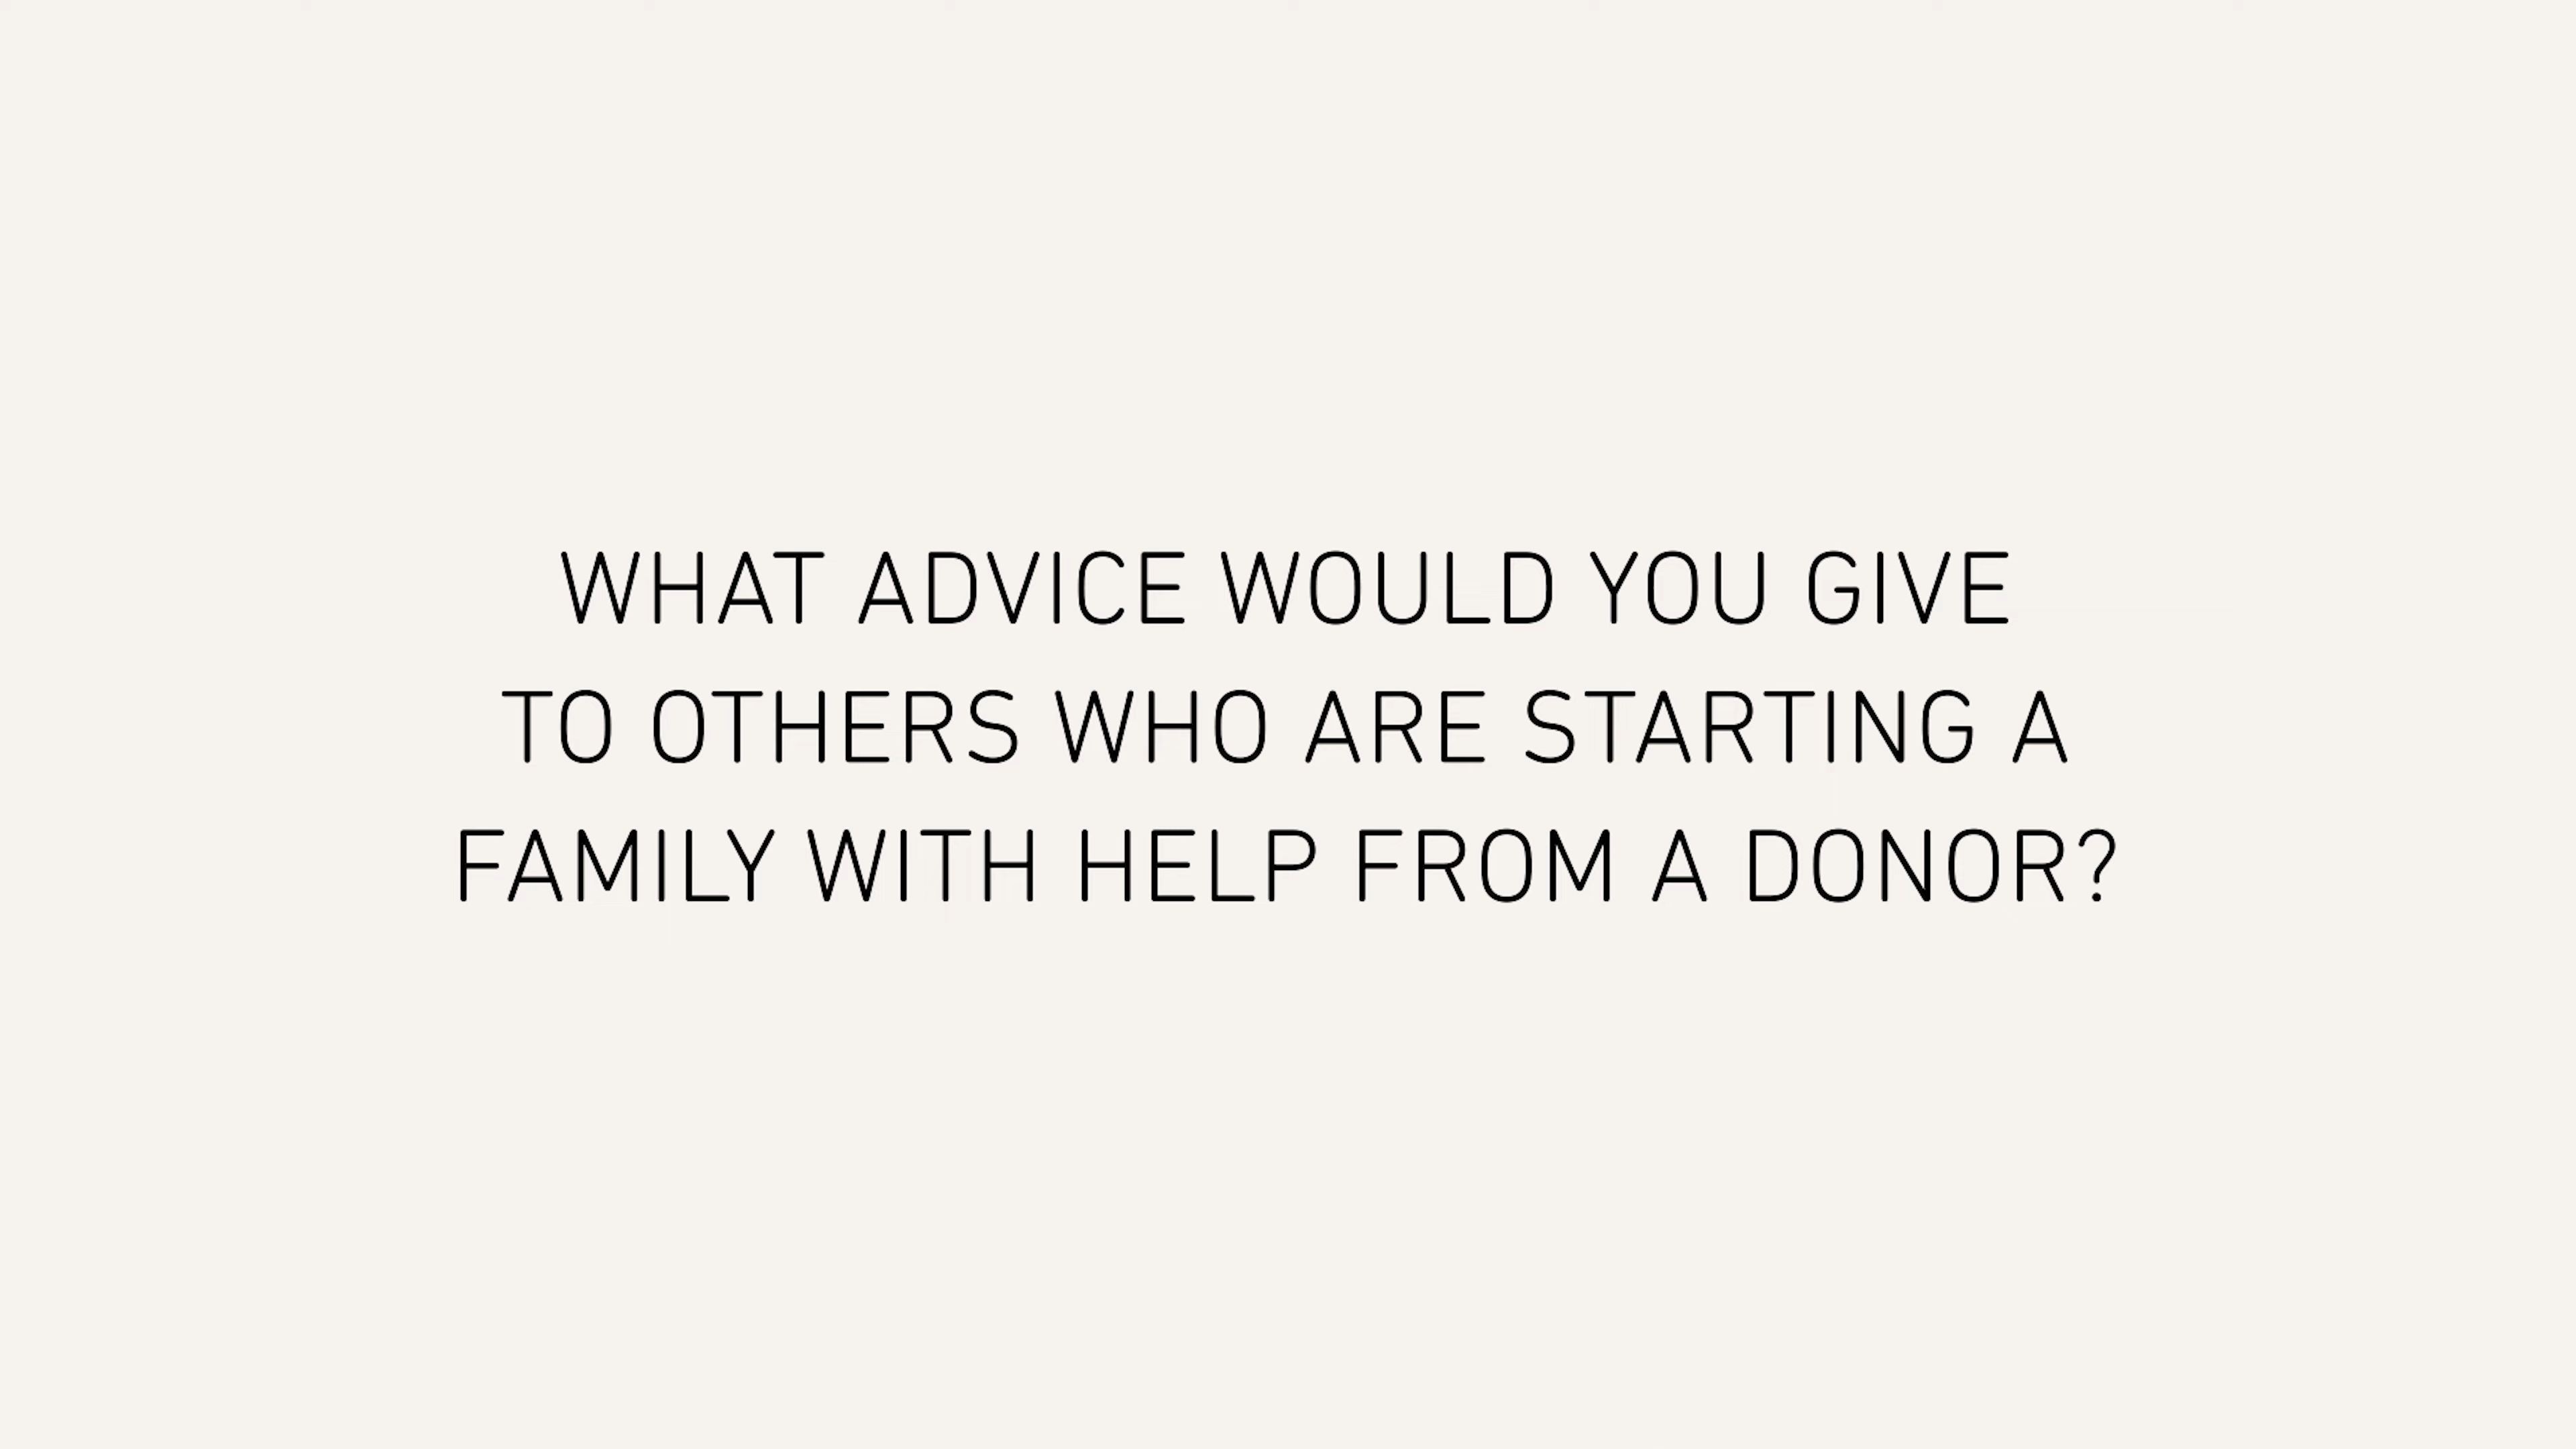 WHAT ADVICE WOULD YOU GIVE
TO OTHERS WHO ARE STARTING A
FAMILY WITH HELP FROM A DONOR?